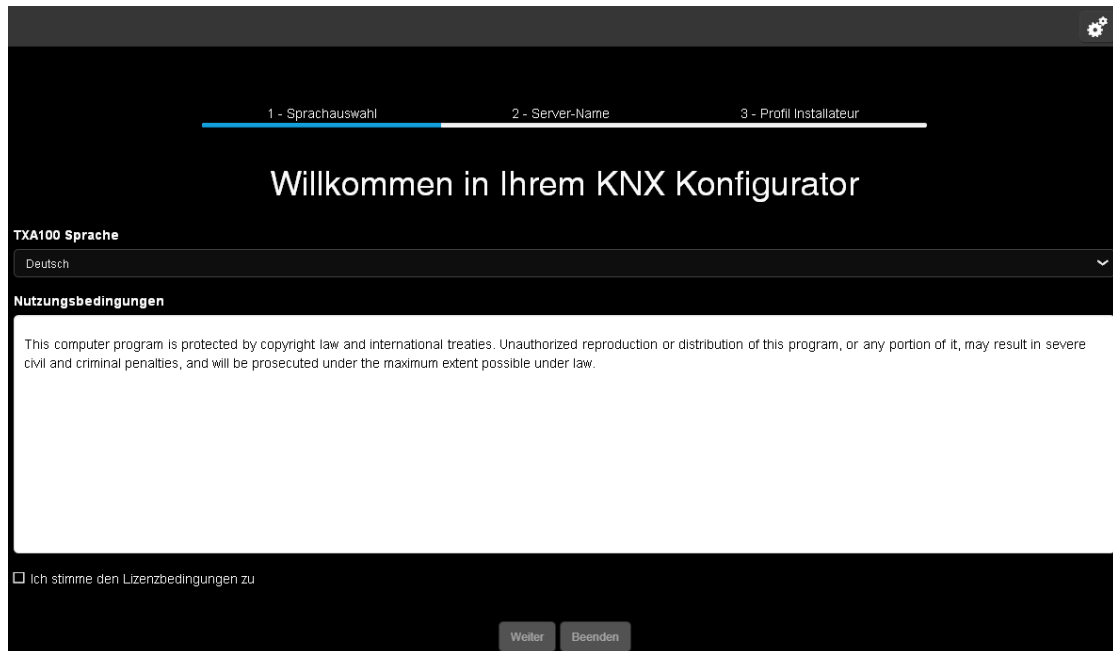 1 - Sprachauswahl
2 - Server-Name
3 - Profil Installateur
Willkommen in Ihrem KNX Konfigurator
TXA100 Sprache
Deutsch
Nutzungsbedingungen
This computer program is protected by copyright law and international treaties. Unauthorized reproduction or distribution of this program, or any portion of it, may result in severe
civil and criminal penalties, and will be prosecuted under the maximum extent possible under law.
Ich stimme den Lizenzbedingungen zu
Weiter
Beenden